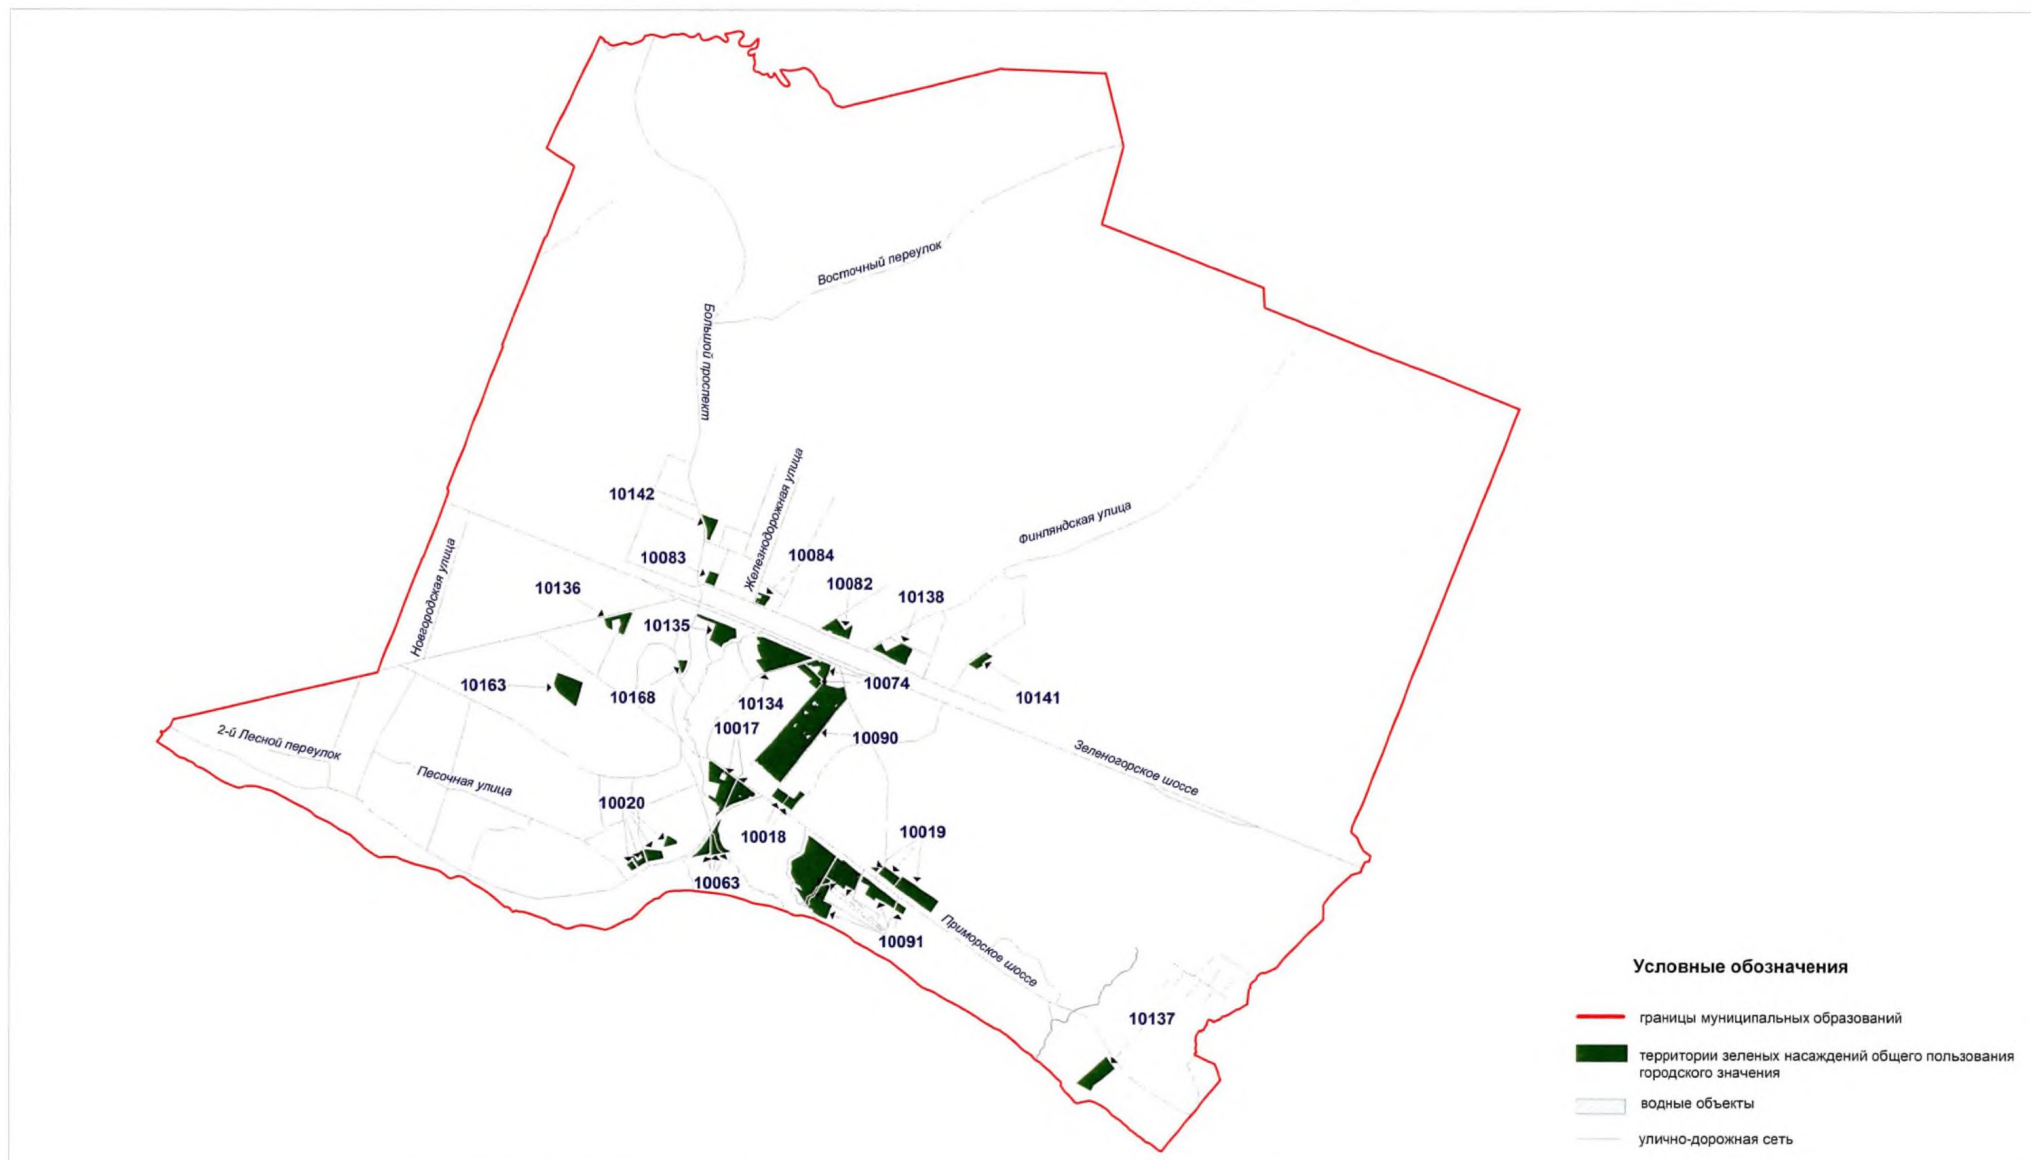 Восточный переулок
Большой проспект
Железнодорожная улица
10142
Финляндская улица
10083
10084
10082
10136
10138
Новгородская улица
10135
10163
10168
10074
10141
10134
10017
10090
2-й Лесной переулок
Зеленогорское шоссе
Песочная улица
10020
10018
10019
10063
10091
Приморское шоссе
10137
Условные обозначения
границы муниципальных образований
территории зеленых насаждений общего пользования
городского значения
водные объекты
улично-дорожная сеть